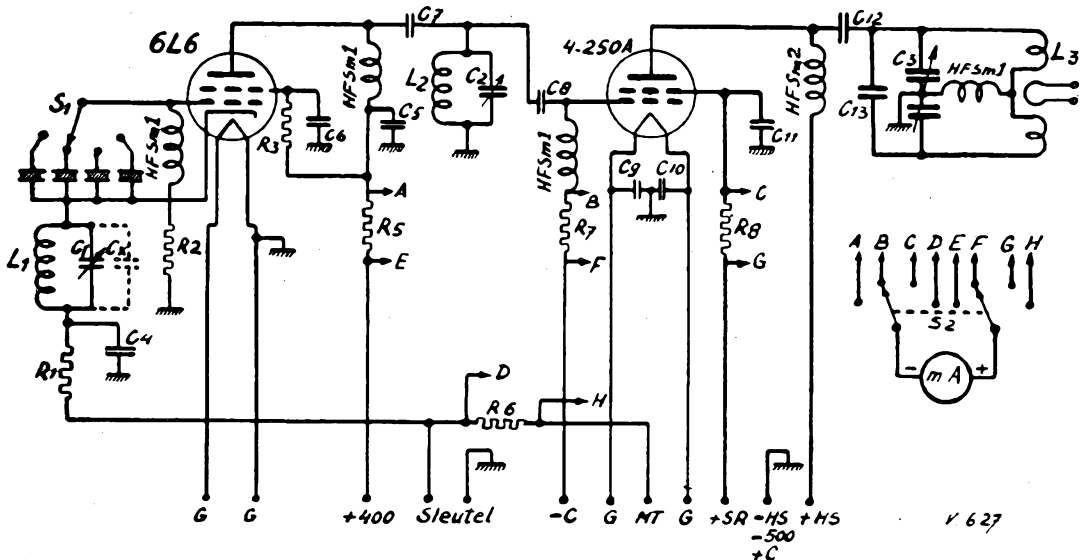 6L6
S1
HFSm1
R2
L1
C4
R1
R3
C6
HFSm1
C5
C7
L2
C2
A
R5
E
D
R6
H
C8
HFSm1
B
R7
F
4-250A
C9
C10
C11
C
R8
G
HFSm2
C12
C13
C3
HFSm1
L3
A B C D E F G H
S2
- mA +
G G +400 Sleutel -C G MT G +SR -HS +HS
-500
+C
V 627